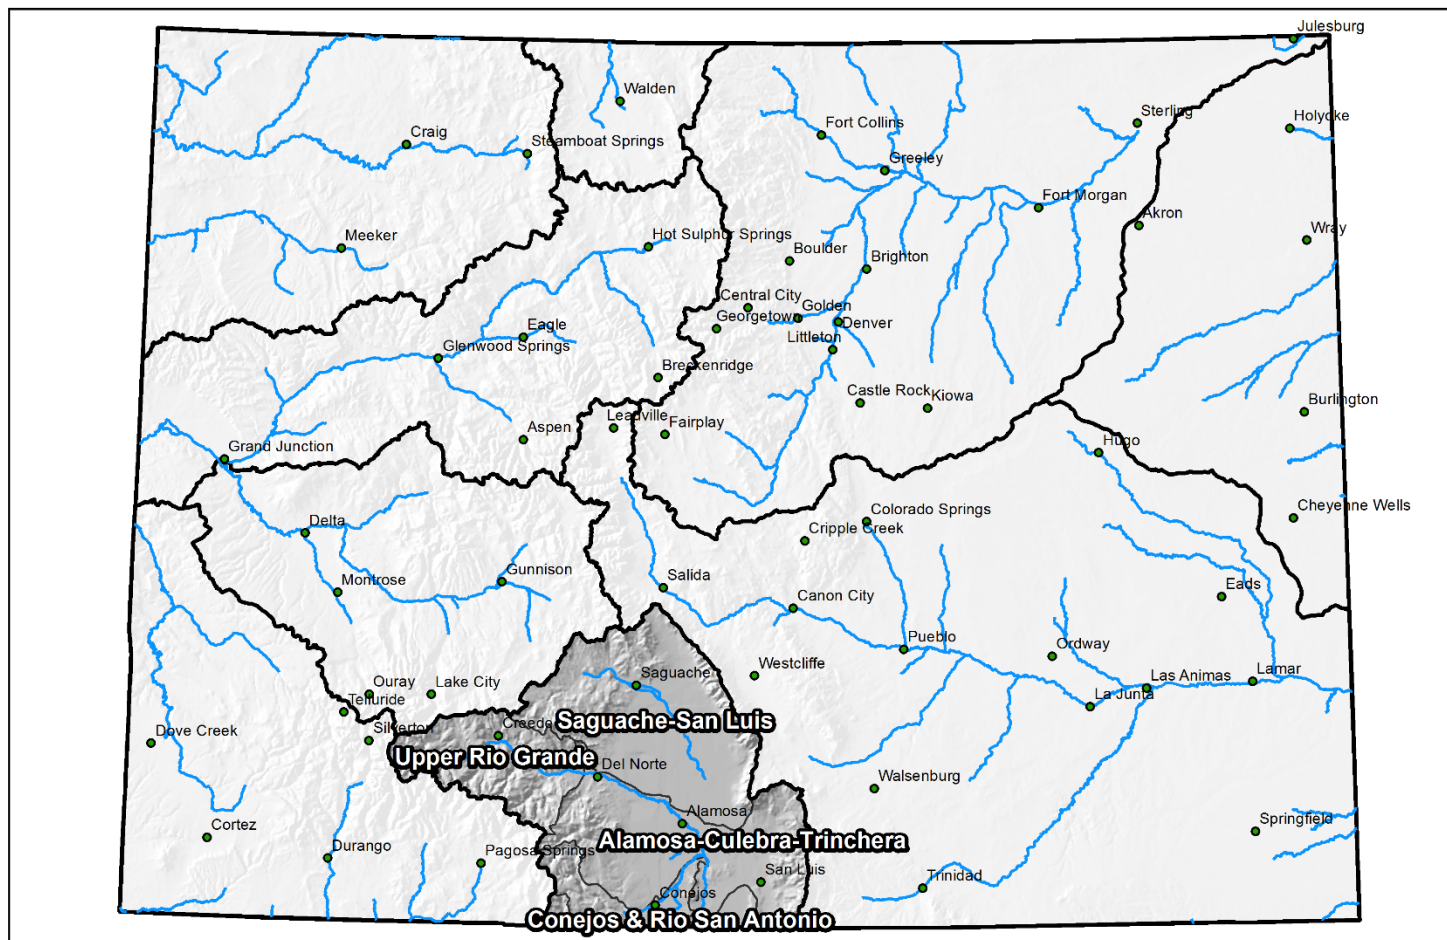 Julesburg
Walden
Sterling
Holyoke
Fort Collins
Craig
Steamboat Springs
Greeley
Fort Morgan
Akron
Wray
Meeker
Hot Sulphur Springs
Boulder
Brighton
Central City
Golden
Georgetown
Denver
Eagle
Littleton
Glenwood Springs
Breckenridge
Castle Rock
Kiowa
Burlington
Leadville
Aspen
Fairplay
Hugo
Grand Junction
Cheyenne Wells
Colorado Springs
Delta
Cripple Creek
Gunnison
Montrose
Salida
Canon City
Eads
Pueblo
Ordway
Westcliffe
Saguache
Lamar
Las Animas
Ouray
Lake City
La Junta
Telluride
Saguache-San Luis
Creede
Silverton
Dove Creek
Upper Rio Grande
Del Norte
Walsenburg
Alamosa
Cortez
Springfield
Alamosa-Culebra-Trinchera
Durango
Pagosa Springs
San Luis
Trinidad
Conejos
Conejos & Rio San Antonio